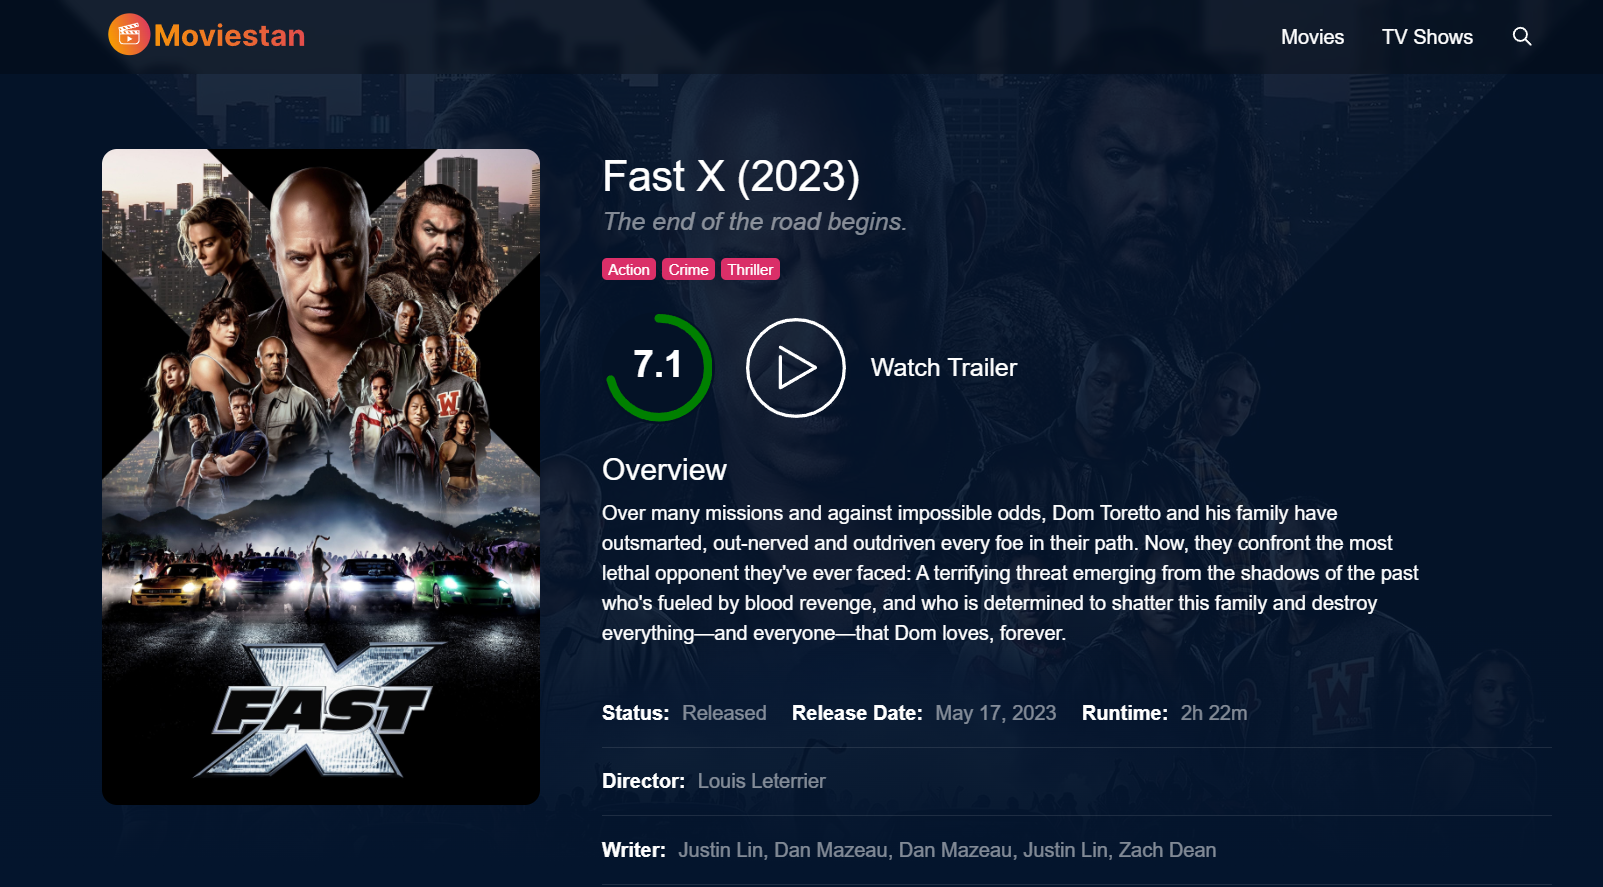 Moviestan
Movies TV Shows
Fast X (2023)
The end of the road begins.
Action Crime Thriller
7.1 Watch Trailer
Overview
Over many missions and against impossible odds, Dom Toretto and his family have
outsmarted, out-nerved and outdriven every foe in their path. Now, they confront the most
lethal opponent they've ever faced: A terrifying threat emerging from the shadows of the past
who's fueled by blood revenge, and who is determined to shatter this family and destroy
everything—and everyone—that Dom loves, forever.
Status: Released Release Date: May 17, 2023 Runtime: 2h 22m
Director: Louis Leterrier
Writer: Justin Lin, Dan Mazeau, Dan Mazeau, Justin Lin, Zach Dean
W
FAST X
W